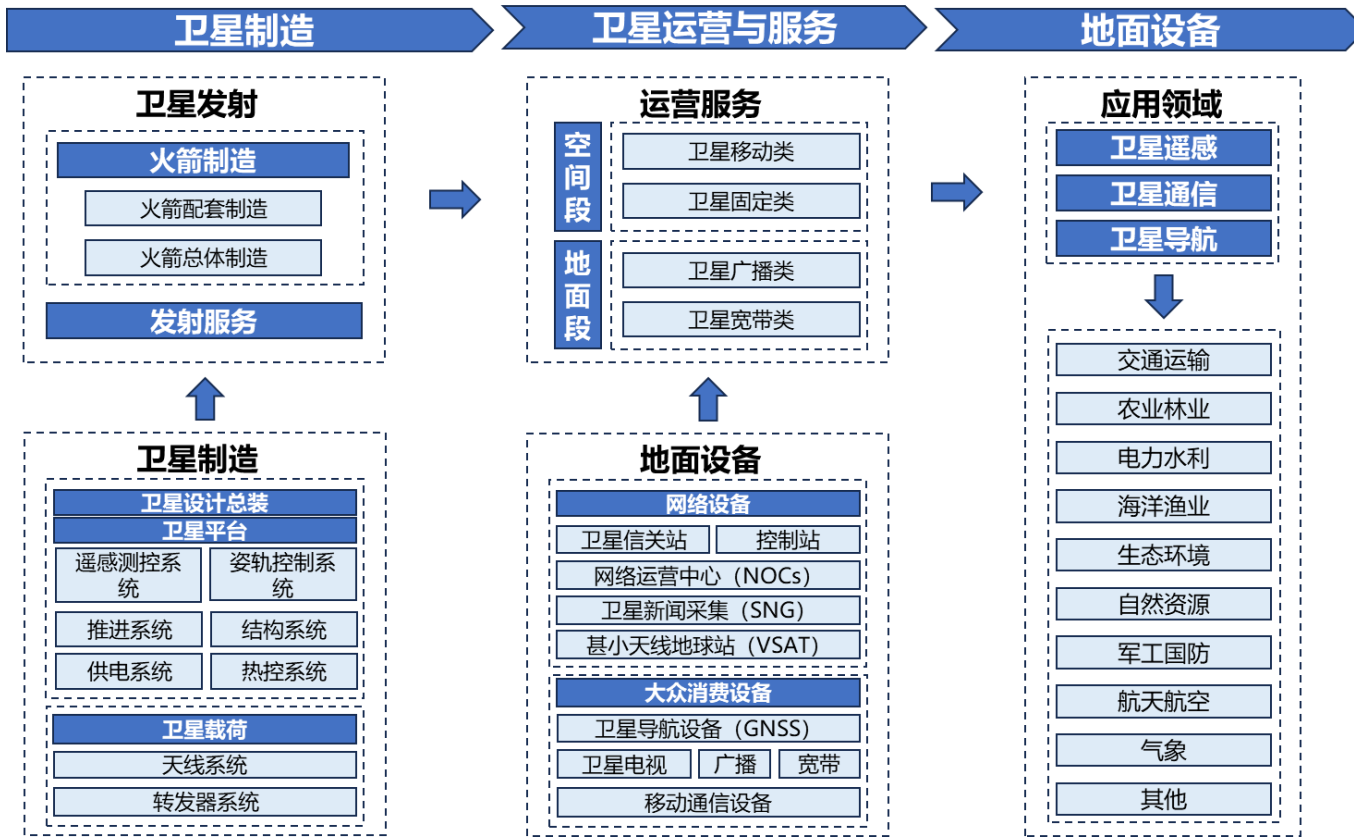 卫星制造
卫星运营与服务
地面设备
卫星发射
火箭制造
火箭配套制造
火箭总体制造
发射服务
卫星制造
卫星设计总装
卫星平台
遥感测控系
统
姿轨控制系
统
推进系统
结构系统
供电系统
热控系统
卫星载荷
天线系统
转发器系统
运营服务
空
间
段
卫星移动类
卫星固定类
地
面
段
卫星广播类
卫星宽带类
地面设备
网络设备
卫星信关站
控制站
网络运营中心（NOCs）
卫星新闻采集（SNG）
甚小天线地球站（VSAT）
大众消费设备
卫星导航设备（GNSS）
卫星电视
广播
宽带
移动通信设备
应用领域
卫星遥感
卫星通信
卫星导航
交通运输
农业林业
电力水利
海洋渔业
生态环境
自然资源
军工国防
航天航空
气象
其他